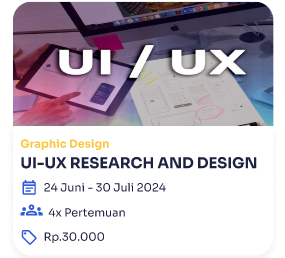 UI / UX
Graphic Design
UI-UX RESEARCH AND DESIGN
24 Juni - 30 Juli 2024
4x Pertemuan
Rp.30.000